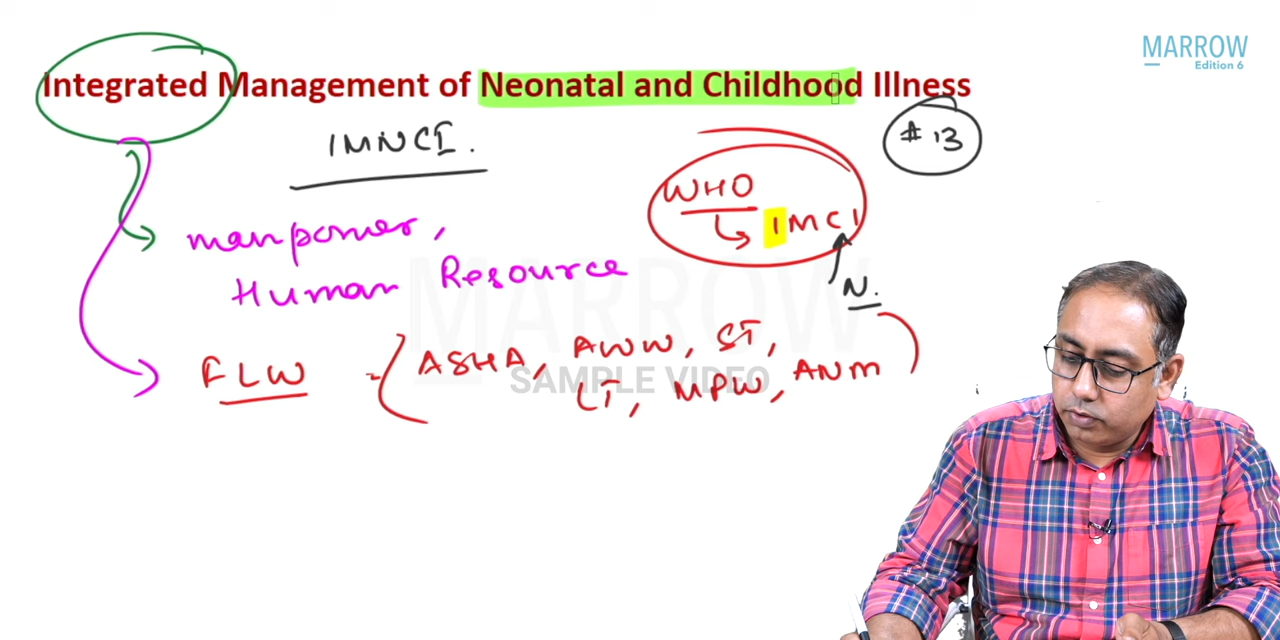 MARROW
Edition 6
Integrated Management of Neonatal and Childhood Illness
IMNCI.
# 13
WHO
IMCI
N.
manpower,
Human Resource
MARROW
SAMPLE VIDEO
FLW = (ASHA, AWW, ST,
LT, MPW, ANM)